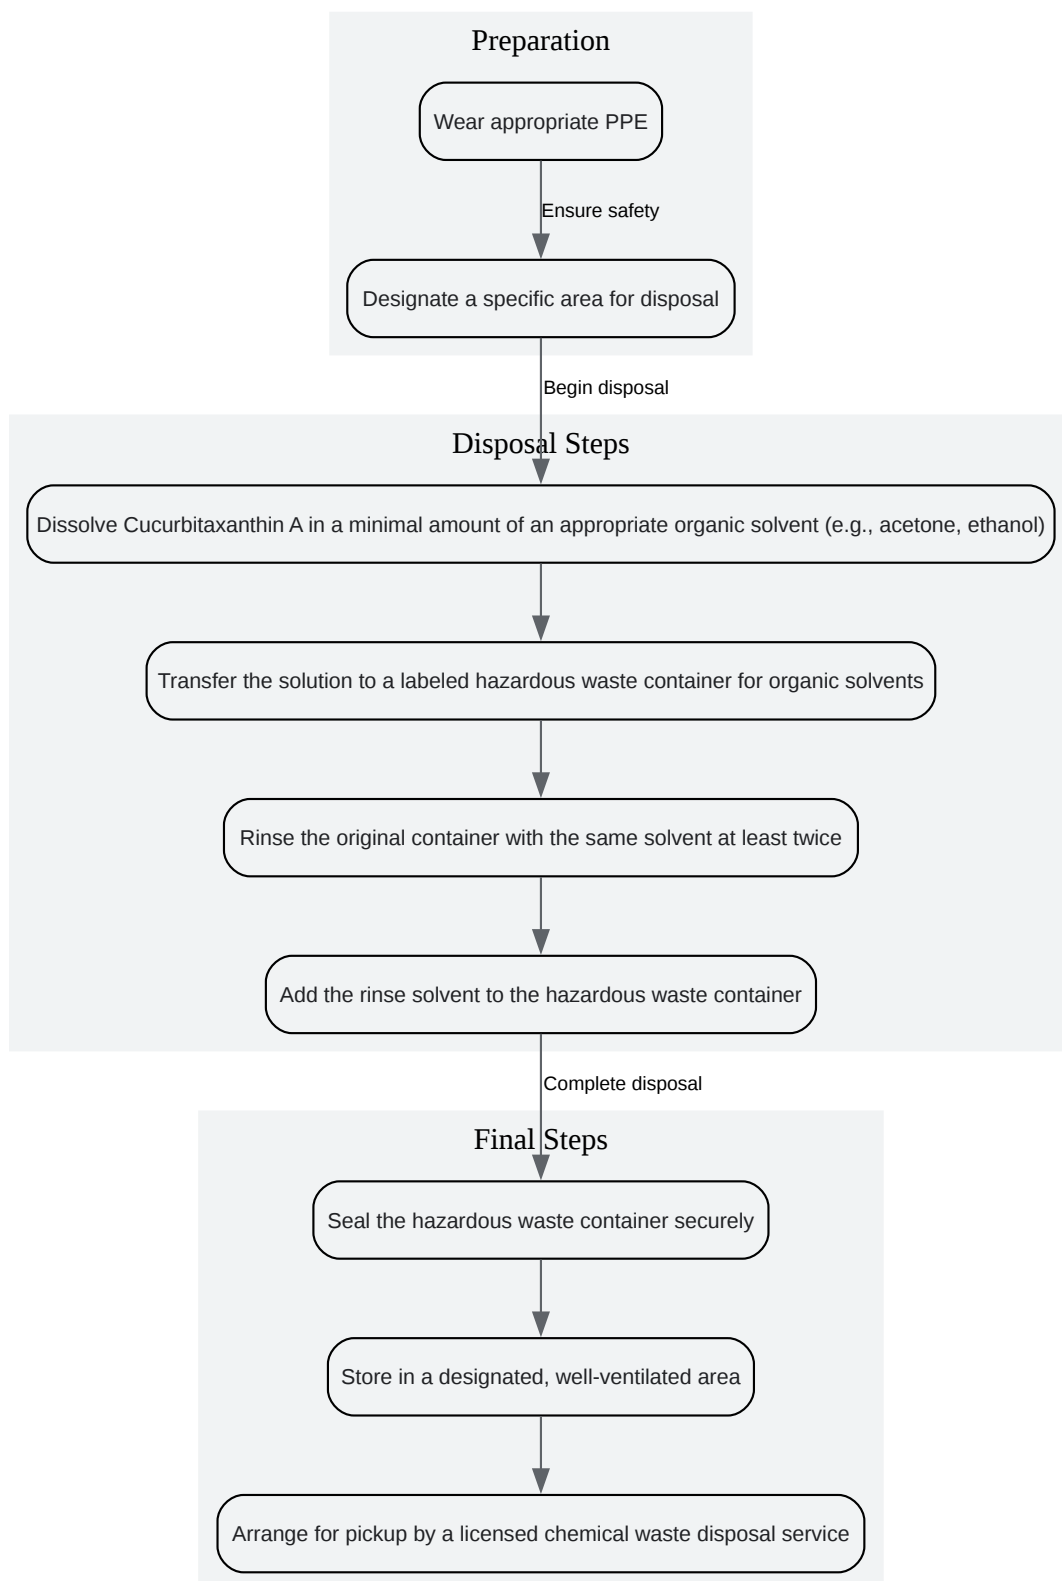 Preparation
Wear appropriate PPE
Ensure safety
Designate a specific area for disposal
Begin disposal
Disposal Steps
Dissolve Cucurbitaxanthin A in a minimal amount of an appropriate organic solvent (e.g., acetone, ethanol)
Transfer the solution to a labeled hazardous waste container for organic solvents
Rinse the original container with the same solvent at least twice
Add the rinse solvent to the hazardous waste container
Complete disposal
Final Steps
Seal the hazardous waste container securely
Store in a designated, well-ventilated area
Arrange for pickup by a licensed chemical waste disposal service